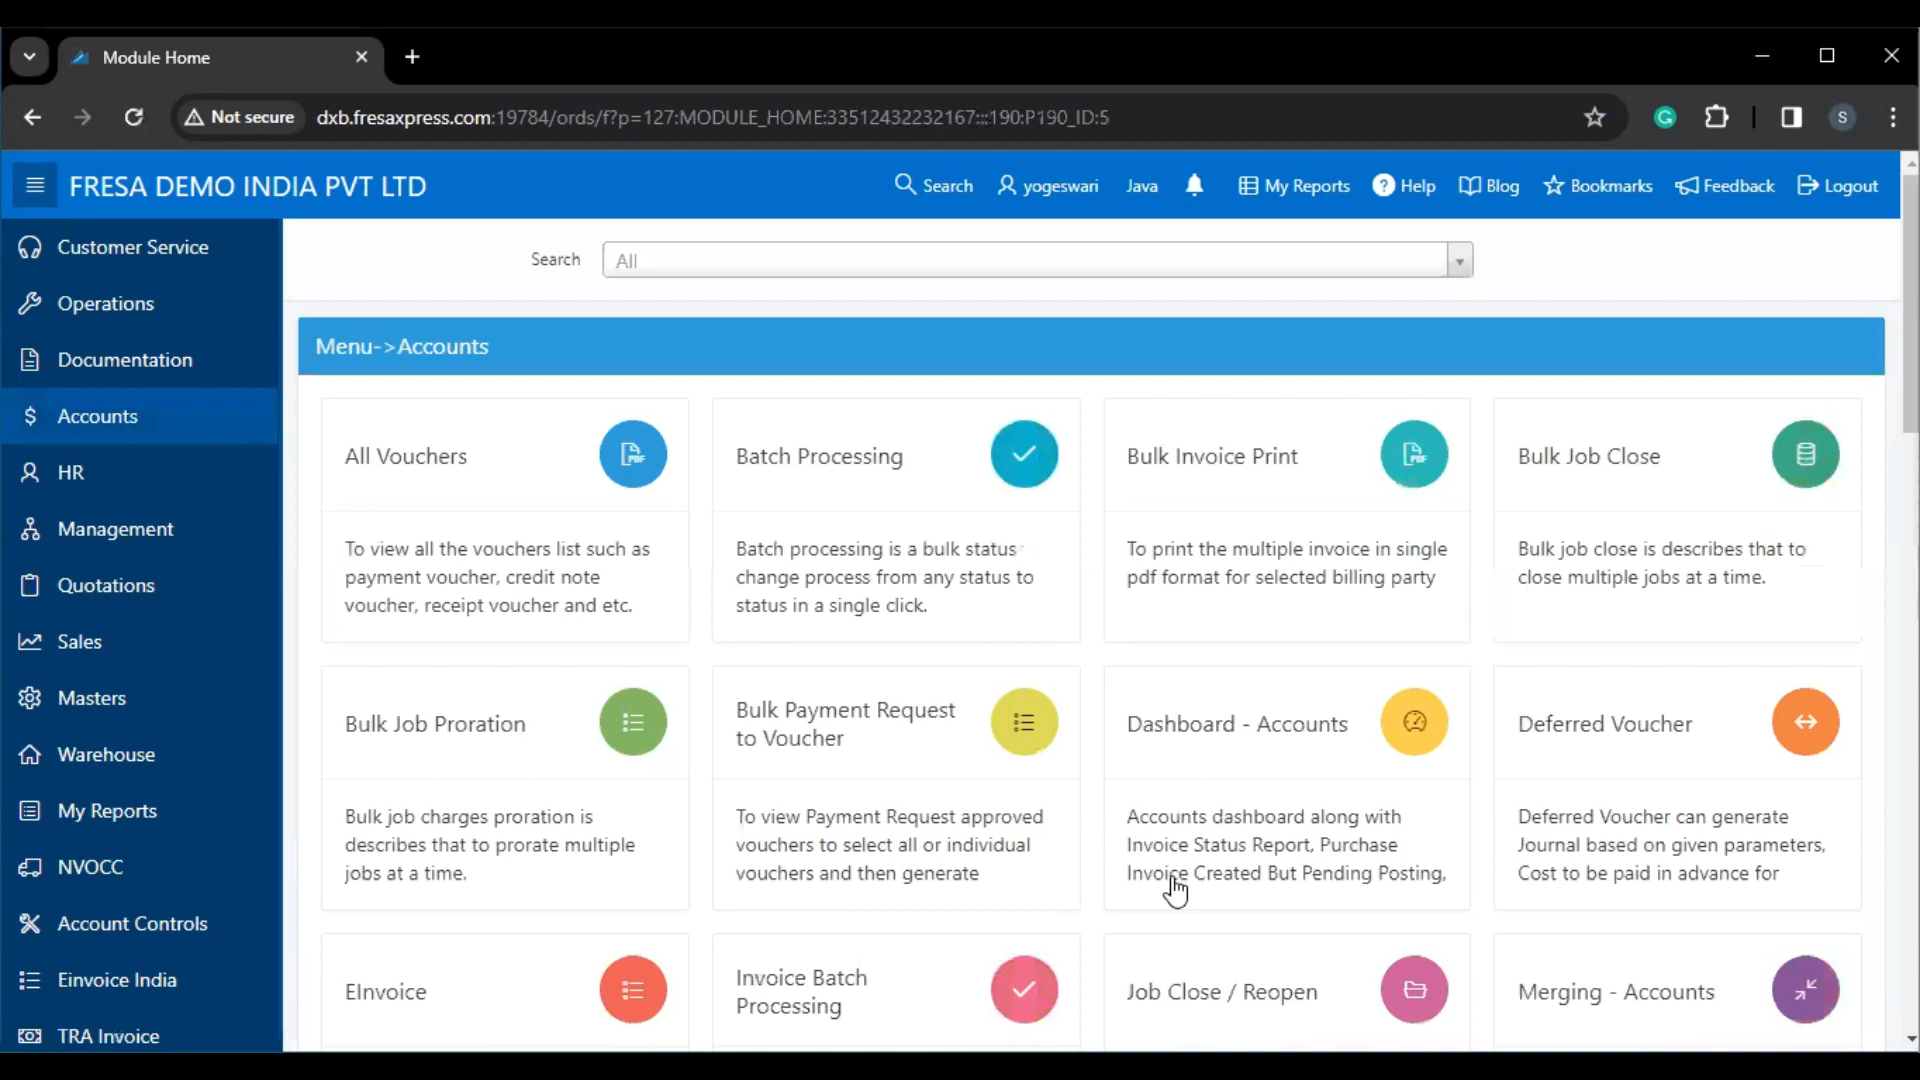 Module Home
Not secure
dxb.fresaxpress.com:19784/ords/f?p=127:MODULE_HOME:33512432232167:::190:P190_ID:5
S
FRESA DEMO INDIA PVT LTD
Search
yogeswari
Java
My Reports
Help
Blog
Bookmarks
Feedback
Logout
Customer Service
Operations
Documentation
Accounts
HR
Management
Quotations
Sales
Masters
Warehouse
My Reports
NVOCC
Account Controls
Einvoice India
TRA Invoice
Search
All
Menu->Accounts
All Vouchers
To view all the vouchers list such as
payment voucher, credit note
voucher, receipt voucher and etc.
Batch Processing
Batch processing is a bulk status
change process from any status to
status in a single click.
Bulk Invoice Print
To print the multiple invoice in single
pdf format for selected billing party
Bulk Job Close
Bulk job close is describes that to
close multiple jobs at a time.
Bulk Job Proration
Bulk job charges proration is
describes that to prorate multiple
jobs at a time.
Bulk Payment Request
to Voucher
To view Payment Request approved
vouchers to select all or individual
vouchers and then generate
Dashboard - Accounts
Accounts dashboard along with
Invoice Status Report, Purchase
Invoice Created But Pending Posting,
Deferred Voucher
Deferred Voucher can generate
Journal based on given parameters,
Cost to be paid in advance for
EInvoice
Invoice Batch
Processing
Job Close / Reopen
Merging - Accounts